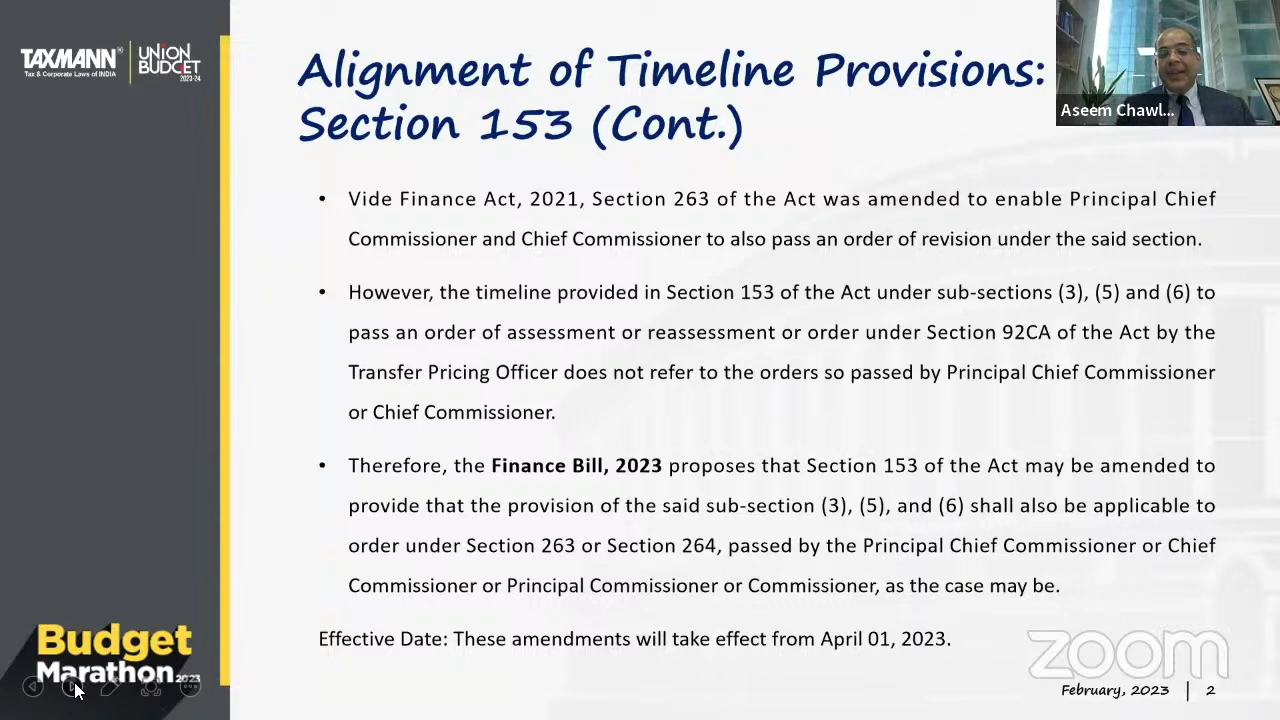 TAXMANN®
Tax & Corporate Laws of INDIA
UNION
BUDGET
2023-24
Alignment of Timeline Provisions:
Section 153 (Cont.)
Aseem Chawl...
• Vide Finance Act, 2021, Section 263 of the Act was amended to enable Principal Chief
Commissioner and Chief Commissioner to also pass an order of revision under the said section.
• However, the timeline provided in Section 153 of the Act under sub-sections (3), (5) and (6) to
pass an order of assessment or reassessment or order under Section 92CA of the Act by the
Transfer Pricing Officer does not refer to the orders so passed by Principal Chief Commissioner
or Chief Commissioner.
• Therefore, the Finance Bill, 2023 proposes that Section 153 of the Act may be amended to
provide that the provision of the said sub-section (3), (5), and (6) shall also be applicable to
order under Section 263 or Section 264, passed by the Principal Chief Commissioner or Chief
Commissioner or Principal Commissioner or Commissioner, as the case may be.
Effective Date: These amendments will take effect from April 01, 2023.
Budget
Marathon 2023
zoom
February, 2023 | 2